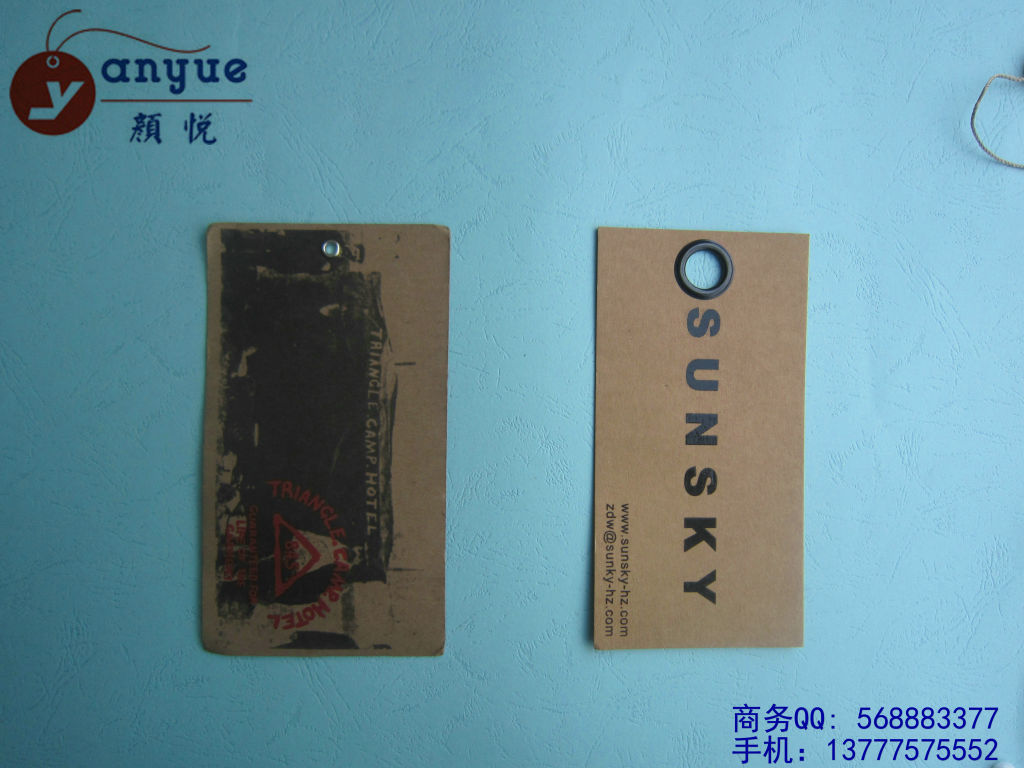 yanyue
顔悦
TRIANGLE.CAMP.HOTEL
TRIANGLE.CAMP.HOTEL
SUNSKY
www.sunsky-hz.com
zdw@sunky-hz.com
商务QQ: 568883377
手机: 13777575552